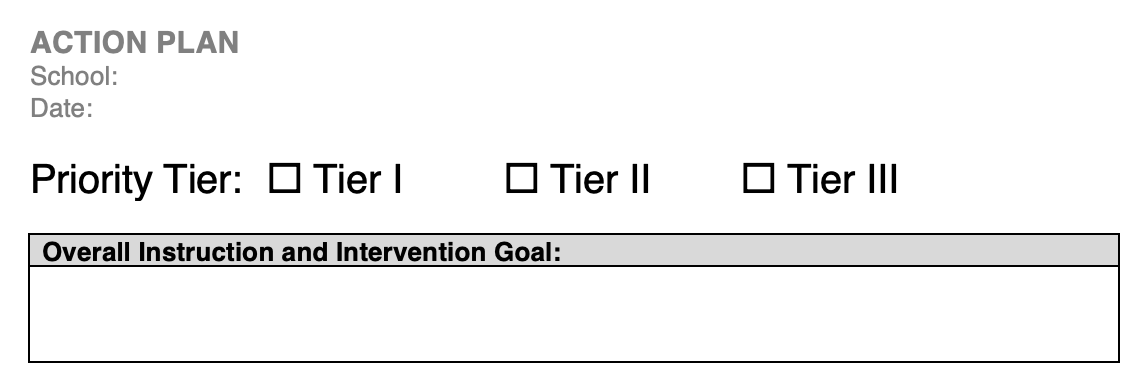 ACTION PLAN
School:
Date:
Priority Tier: ☐ Tier I ☐ Tier II ☐ Tier III
Overall Instruction and Intervention Goal: